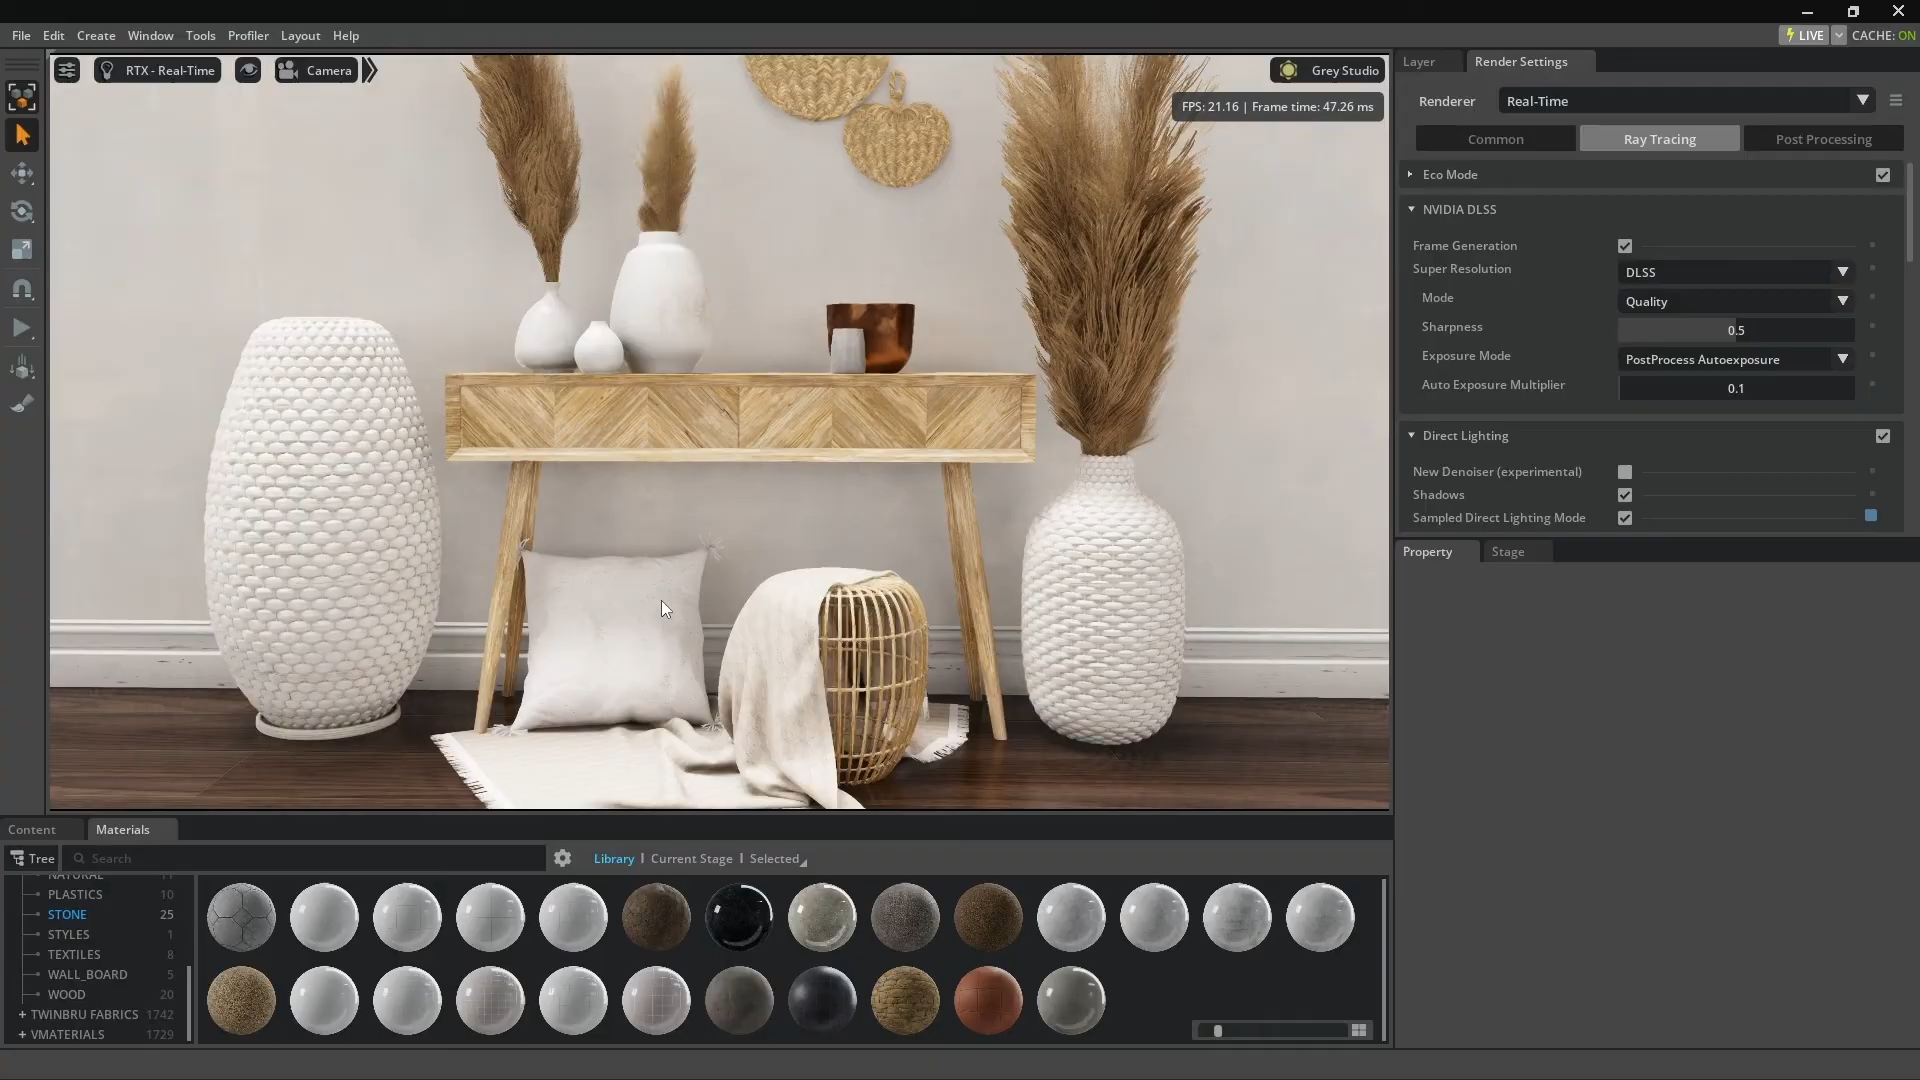 File Edit Create Window Tools Profiler Layout Help
LIVE CACHE: ON
RTX - Real-Time Camera Grey Studio
FPS: 21.16 | Frame time: 47.26 ms
Layer Render Settings
Renderer Real-Time
Common Ray Tracing Post Processing
Eco Mode
NVIDIA DLSS
Frame Generation
Super Resolution DLSS
Mode Quality
Sharpness 0.5
Exposure Mode PostProcess Autoexposure
Auto Exposure Multiplier 0.1
Direct Lighting
New Denoiser (experimental)
Shadows
Sampled Direct Lighting Mode
Property Stage
Content Materials
Tree Search Library | Current Stage | Selected
NATURAL 11
PLASTICS 10
STONE 25
STYLES 1
TEXTILES 8
WALL_BOARD 5
WOOD 20
+ TWINBRU FABRICS 1742
+ VMATERIALS 1729